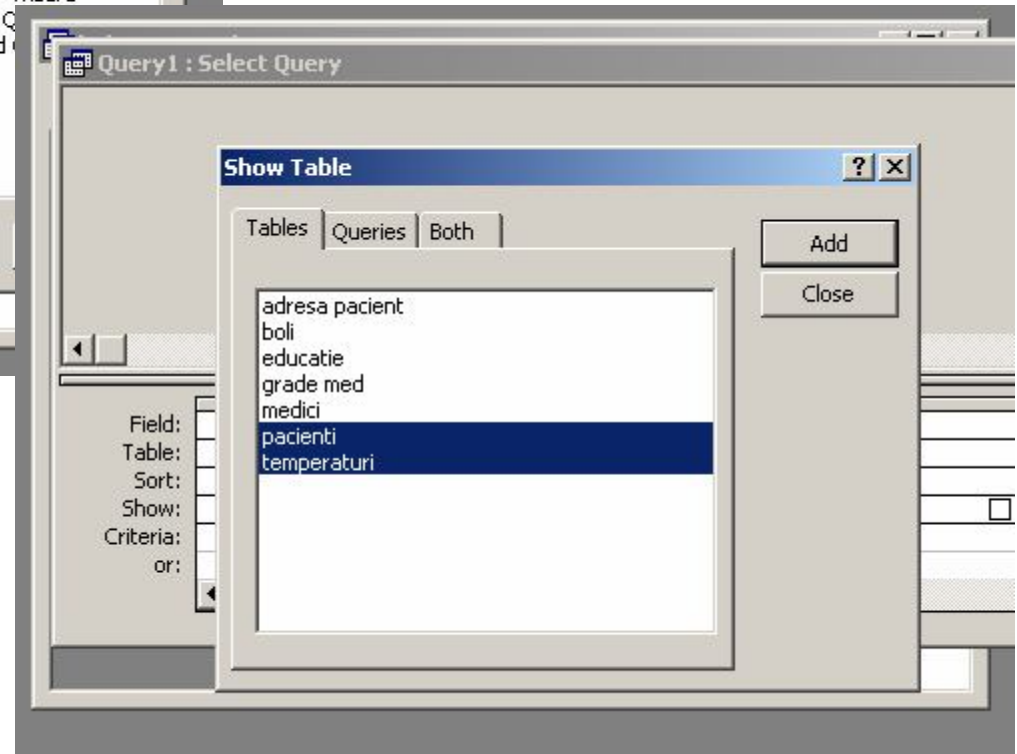 Q
d
Query1 : Select Query
Show Table
Tables Queries Both
Add
Close
adresa pacient
boli
educatie
grade med
medici
pacienti
temperaturi
Field:
Table:
Sort:
Show:
Criteria:
or: